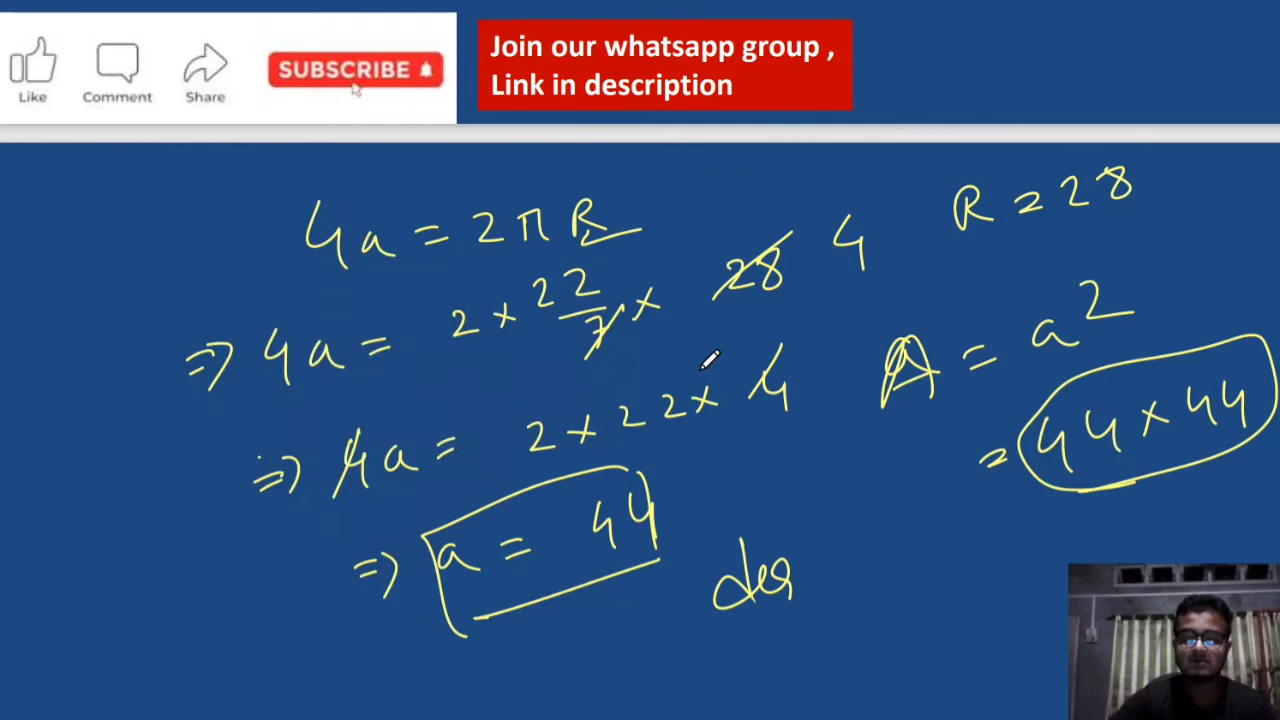 Like
Comment
Share
SUBSCRIBE
Join our whatsapp group ,
Link in description
4a = 2πR
R = 28
⇒ 4a = 2 × 22/7 × 28 4
A = a²
⇒ 4a = 2 × 22 × 4
= 44 × 44
⇒ a = 44